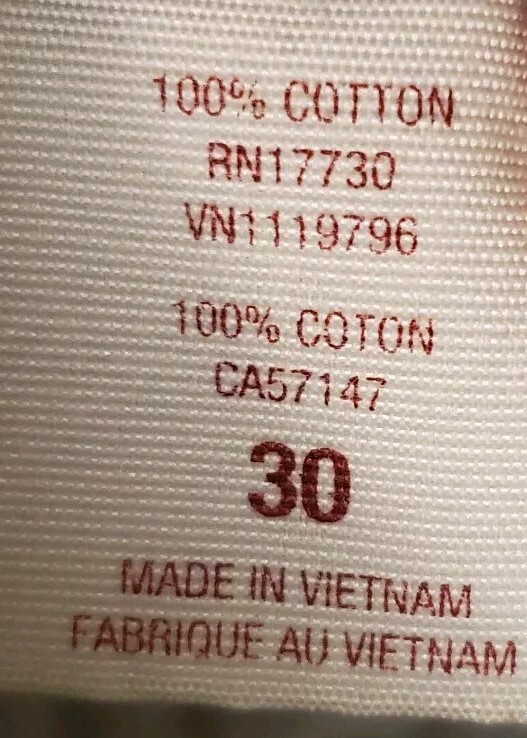 100% COTTON
RN17730
VN1119796
100% COTON
CA57147
30
MADE IN VIETNAM
FABRIQUE AU VIETNAM